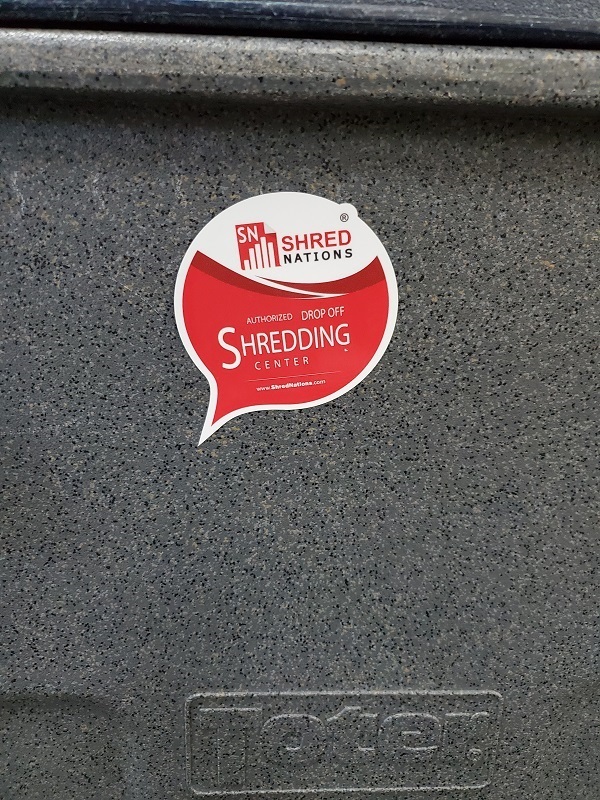 ®
SN SHRED
NATIONS
AUTHORIZED DROP OFF
SHREDDING
CENTER
www.ShredNations.com
Toter